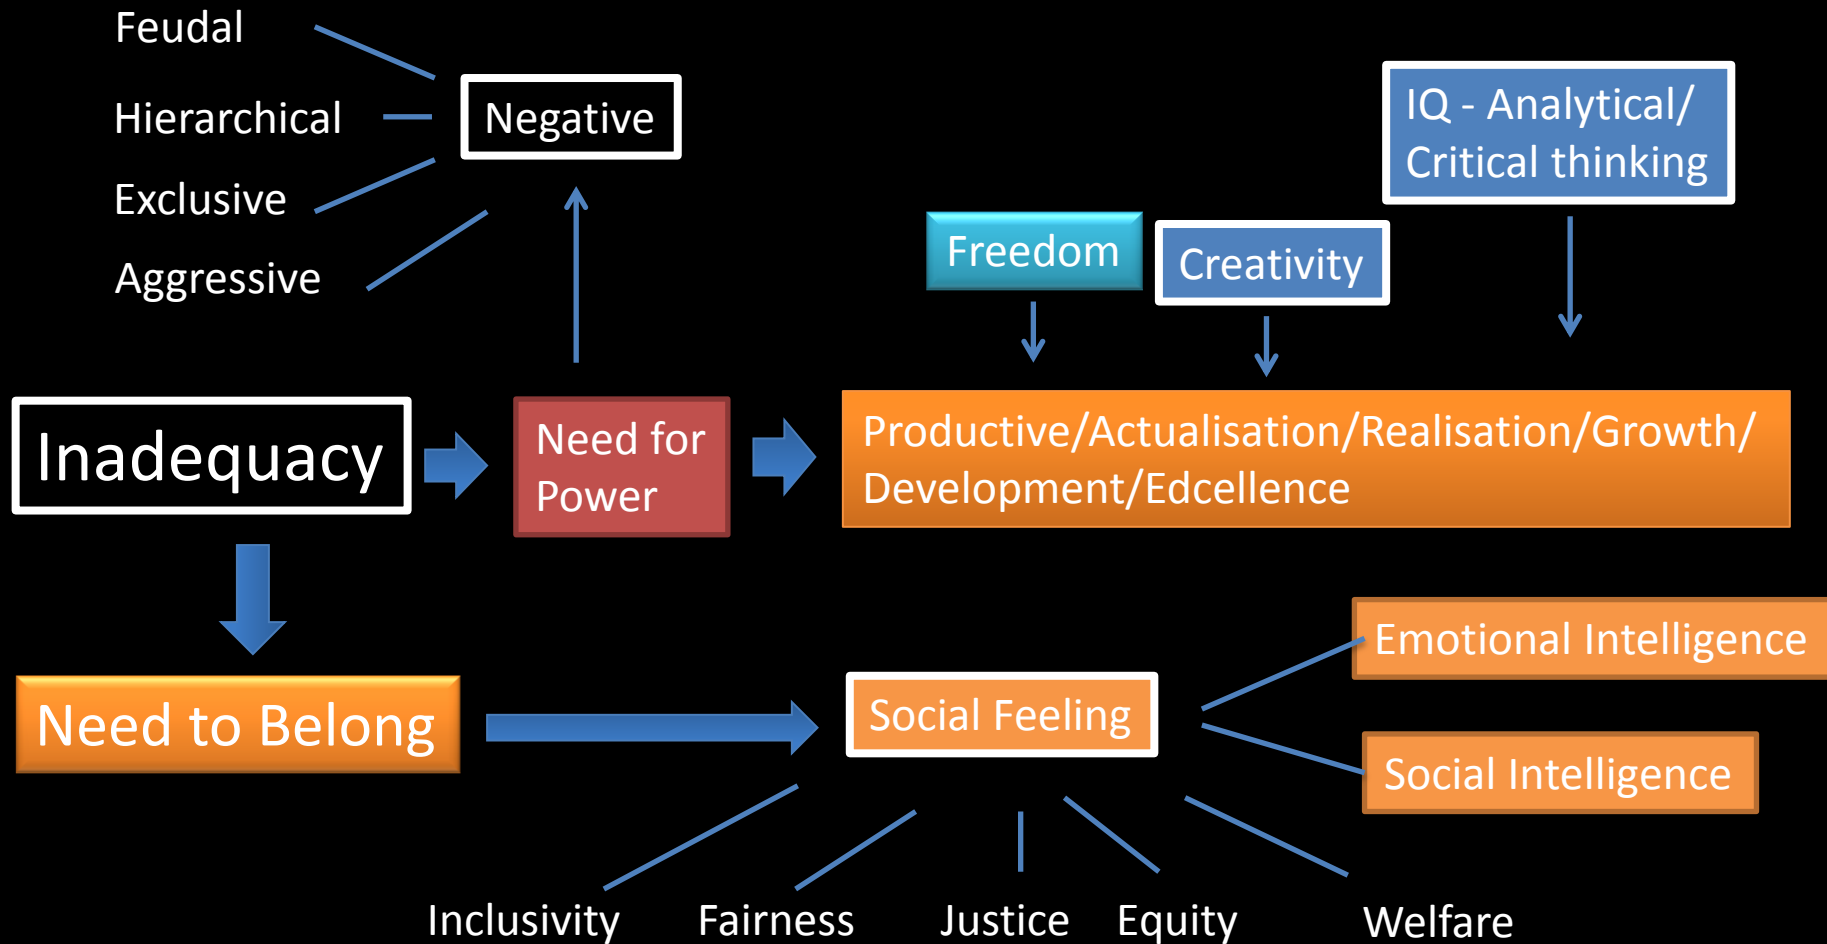 Feudal
Hierarchical
Exclusive
Aggressive
Negative
Freedom
Creativity
IQ - Analytical/
Critical thinking
Inadequacy
Need for
Power
Productive/Actualisation/Realisation/Growth/
Development/Edcellence
Need to Belong
Social Feeling
Emotional Intelligence
Social Intelligence
Inclusivity
Fairness
Justice
Equity
Welfare